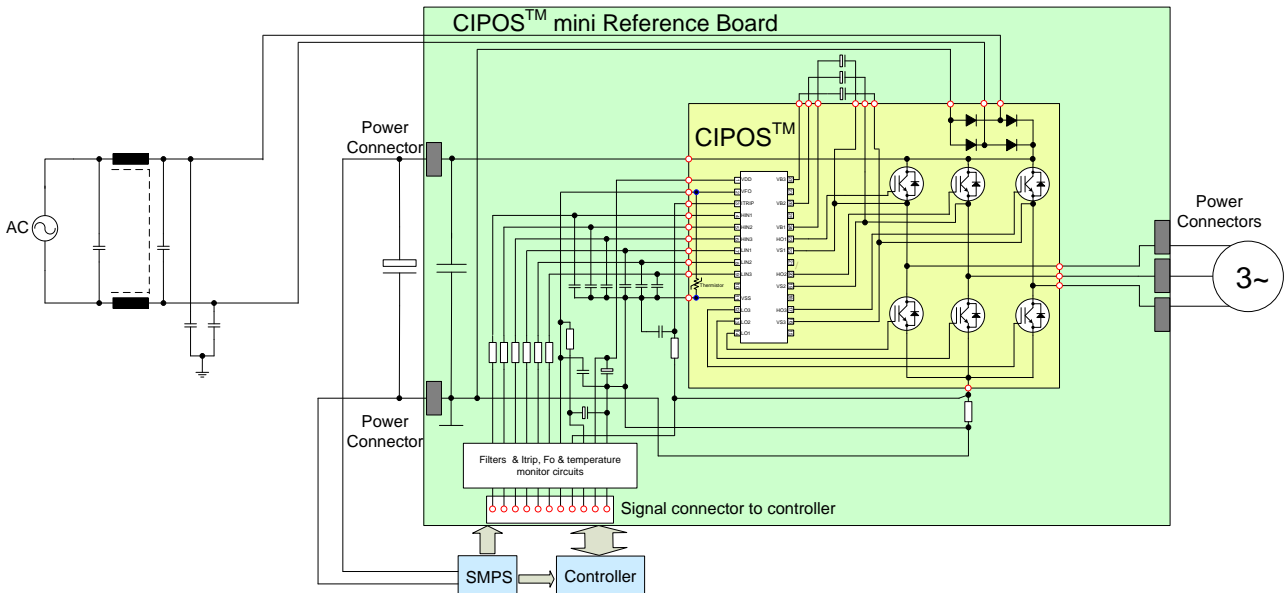 CIPOS™ mini Reference Board
Power
Connector
CIPOS™
AC
VDD
VFO
ITRIP
HIN1
HIN2
HIN3
LIN1
LIN2
LIN3
VSS
LO3
LO2
LO1
VB3
VB2
VB1
HO1
VS1
HO2
VS2
HO3
VS3
Thermistor
Power
Connectors
3~
Power
Connector
Filters & Itrip, Fo & temperature
monitor circuits
Signal connector to controller
SMPS
Controller